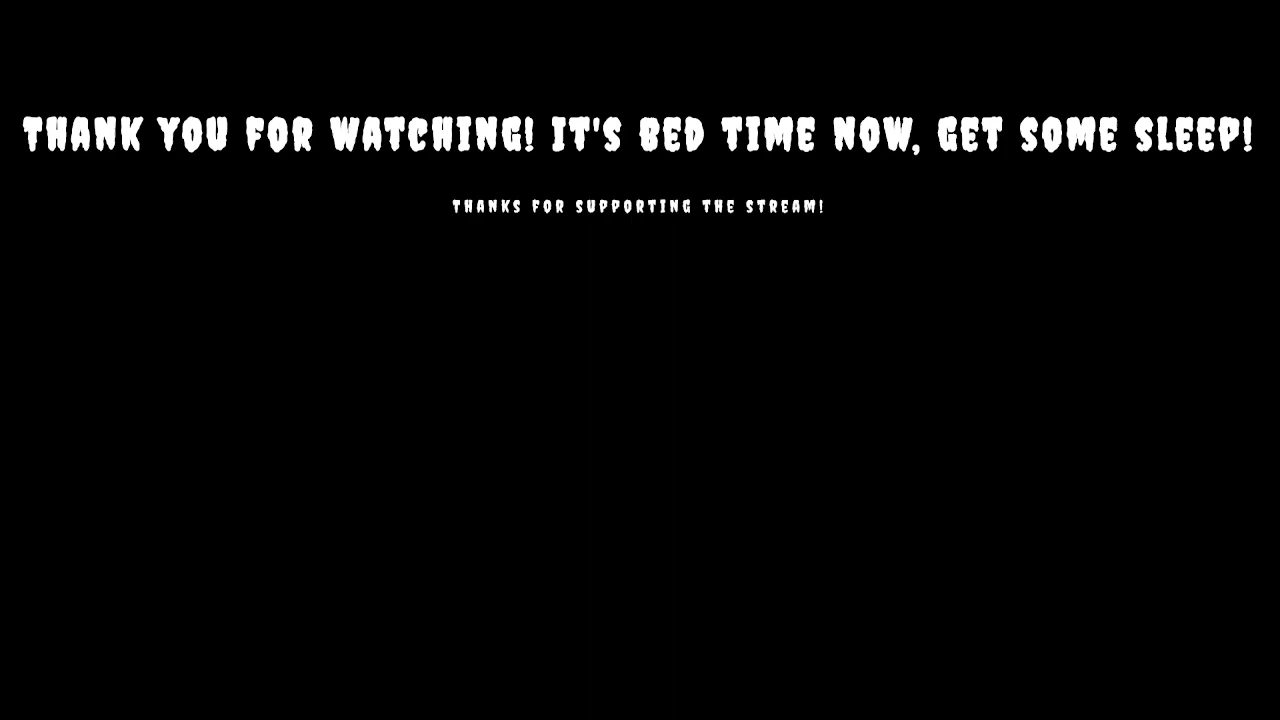 THANK YOU FOR WATCHING! IT'S BED TIME NOW, GET SOME SLEEP!
THANKS FOR SUPPORTING THE STREAM!